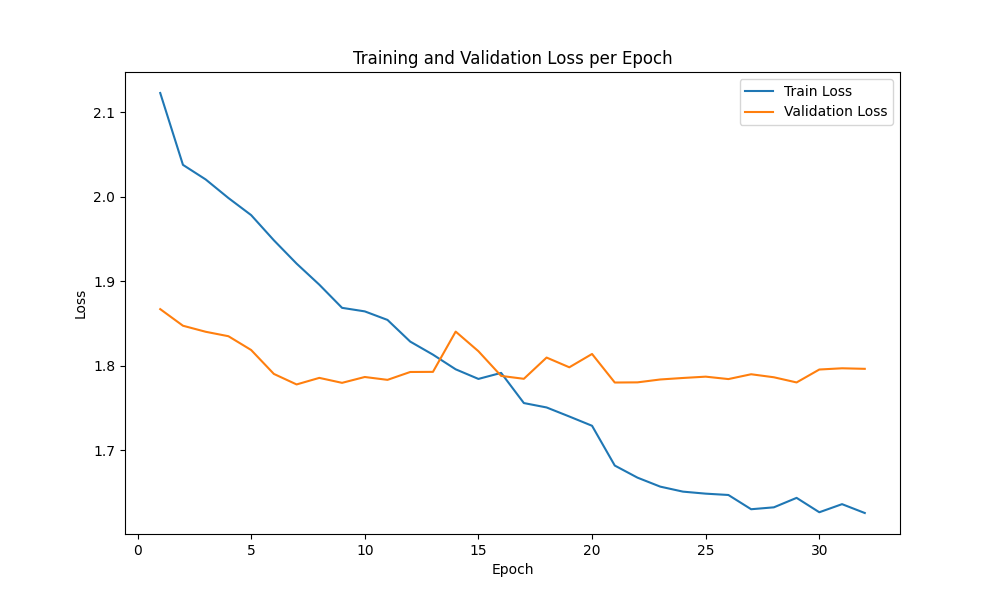 Training and Validation Loss per Epoch
Train Loss
Validation Loss
2.1
2.0
1.9
1.8
1.7
Loss
0 5 10 15 20 25 30
Epoch